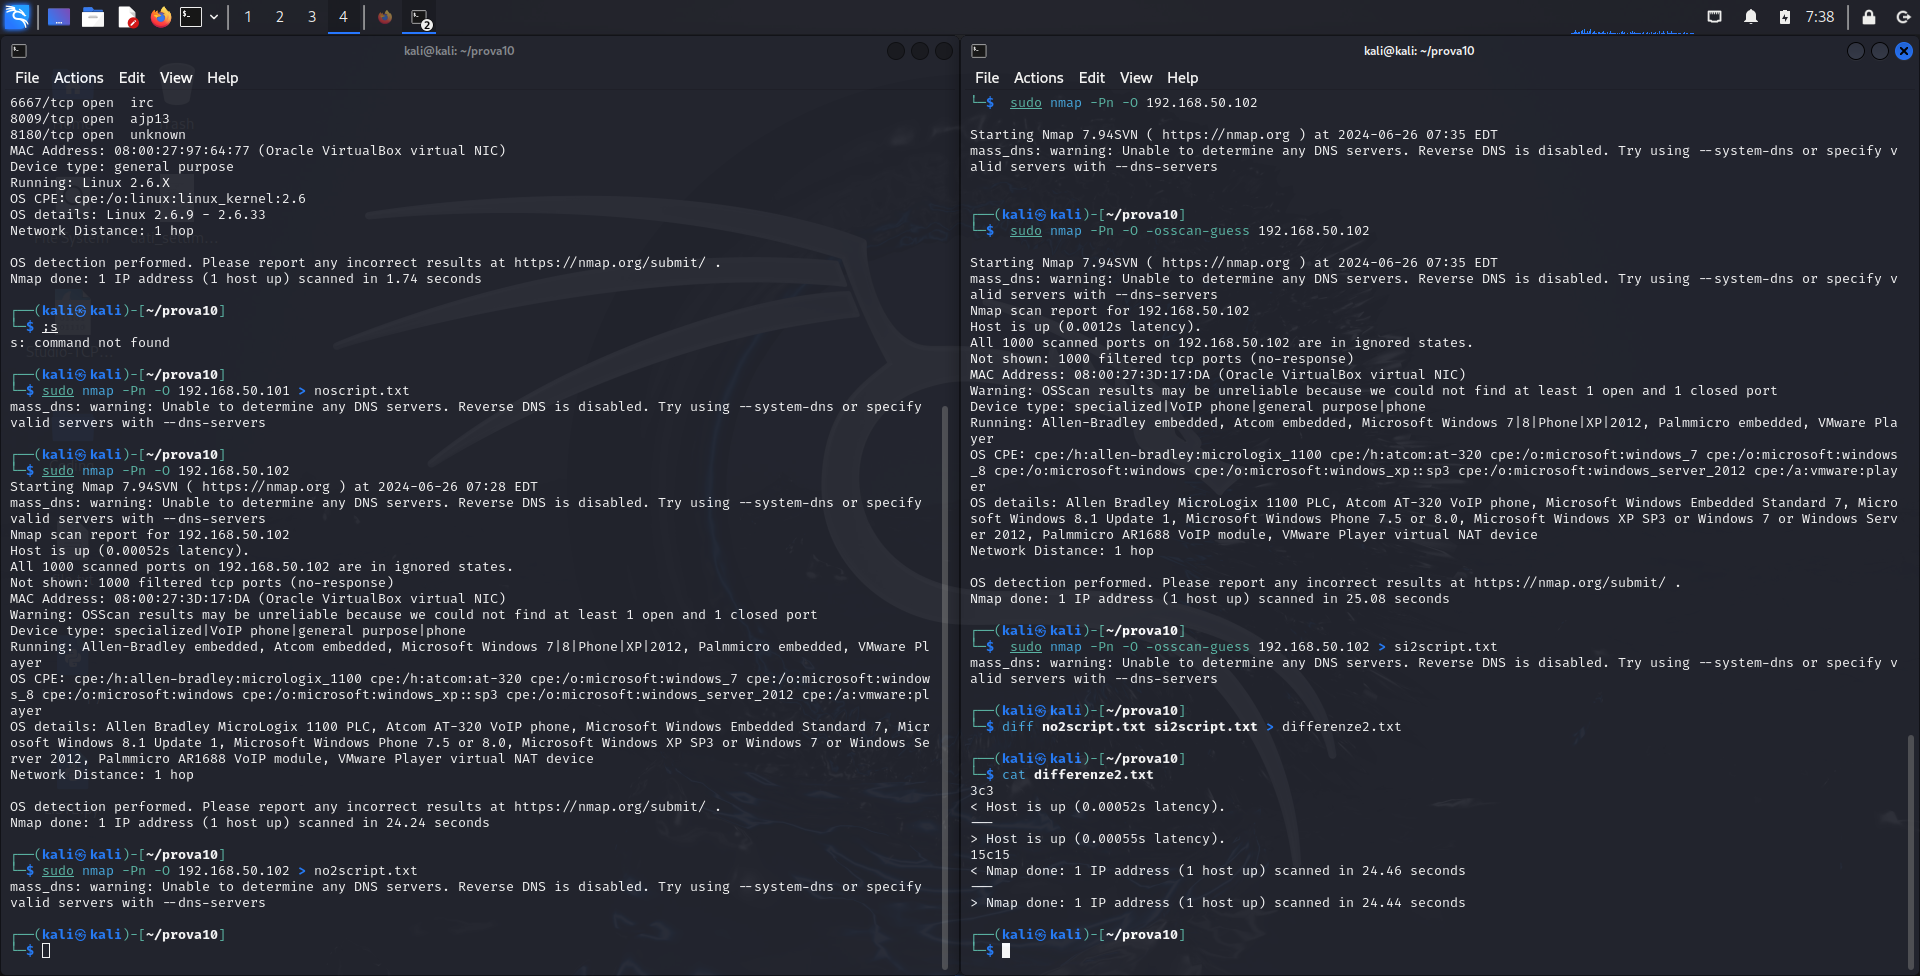 1 2 3 4
2
7:38
kali@kali: ~/prova10
File Actions Edit View Help
6667/tcp open  irc
8009/tcp open  ajp13
8180/tcp open  unknown
MAC Address: 08:00:27:97:64:77 (Oracle VirtualBox virtual NIC)
Device type: general purpose
Running: Linux 2.6.X
OS CPE: cpe:/o:linux:linux_kernel:2.6
OS details: Linux 2.6.9 - 2.6.33
Network Distance: 1 hop
OS detection performed. Please report any incorrect results at https://nmap.org/submit/ .
Nmap done: 1 IP address (1 host up) scanned in 1.74 seconds
┌──(kali㉿kali)-[~/prova10]
└─$ ;s
s: command not found
┌──(kali㉿kali)-[~/prova10]
└─$ sudo nmap -Pn -O 192.168.50.101 > noscript.txt
mass_dns: warning: Unable to determine any DNS servers. Reverse DNS is disabled. Try using --system-dns or specify
valid servers with --dns-servers
┌──(kali㉿kali)-[~/prova10]
└─$ sudo nmap -Pn -O 192.168.50.102
Starting Nmap 7.94SVN ( https://nmap.org ) at 2024-06-26 07:28 EDT
mass_dns: warning: Unable to determine any DNS servers. Reverse DNS is disabled. Try using --system-dns or specify
valid servers with --dns-servers
Nmap scan report for 192.168.50.102
Host is up (0.00052s latency).
All 1000 scanned ports on 192.168.50.102 are in ignored states.
Not shown: 1000 filtered tcp ports (no-response)
MAC Address: 08:00:27:3D:17:DA (Oracle VirtualBox virtual NIC)
Warning: OSScan results may be unreliable because we could not find at least 1 open and 1 closed port
Device type: specialized|VoIP phone|general purpose|phone
Running: Allen-Bradley embedded, Atcom embedded, Microsoft Windows 7|8|Phone|XP|2012, Palmmicro embedded, VMware Pl
ayer
OS CPE: cpe:/h:allen-bradley:micrologix_1100 cpe:/h:atcom:at-320 cpe:/o:microsoft:windows_7 cpe:/o:microsoft:window
s_8 cpe:/o:microsoft:windows cpe:/o:microsoft:windows_xp::sp3 cpe:/o:microsoft:windows_server_2012 cpe:/a:vmware:pl
ayer
OS details: Allen Bradley MicroLogix 1100 PLC, Atcom AT-320 VoIP phone, Microsoft Windows Embedded Standard 7, Micr
osoft Windows 8.1 Update 1, Microsoft Windows Phone 7.5 or 8.0, Microsoft Windows XP SP3 or Windows 7 or Windows Se
rver 2012, Palmmicro AR1688 VoIP module, VMware Player virtual NAT device
Network Distance: 1 hop
OS detection performed. Please report any incorrect results at https://nmap.org/submit/ .
Nmap done: 1 IP address (1 host up) scanned in 24.24 seconds
┌──(kali㉿kali)-[~/prova10]
└─$ sudo nmap -Pn -O 192.168.50.102 > no2script.txt
mass_dns: warning: Unable to determine any DNS servers. Reverse DNS is disabled. Try using --system-dns or specify
valid servers with --dns-servers
┌──(kali㉿kali)-[~/prova10]
└─$
kali@kali: ~/prova10
File Actions Edit View Help
└─$  sudo nmap -Pn -O 192.168.50.102
Starting Nmap 7.94SVN ( https://nmap.org ) at 2024-06-26 07:35 EDT
mass_dns: warning: Unable to determine any DNS servers. Reverse DNS is disabled. Try using --system-dns or specify v
alid servers with --dns-servers
┌──(kali㉿kali)-[~/prova10]
└─$  sudo nmap -Pn -O -osscan-guess 192.168.50.102
Starting Nmap 7.94SVN ( https://nmap.org ) at 2024-06-26 07:35 EDT
mass_dns: warning: Unable to determine any DNS servers. Reverse DNS is disabled. Try using --system-dns or specify v
alid servers with --dns-servers
Nmap scan report for 192.168.50.102
Host is up (0.0012s latency).
All 1000 scanned ports on 192.168.50.102 are in ignored states.
Not shown: 1000 filtered tcp ports (no-response)
MAC Address: 08:00:27:3D:17:DA (Oracle VirtualBox virtual NIC)
Warning: OSScan results may be unreliable because we could not find at least 1 open and 1 closed port
Device type: specialized|VoIP phone|general purpose|phone
Running: Allen-Bradley embedded, Atcom embedded, Microsoft Windows 7|8|Phone|XP|2012, Palmmicro embedded, VMware Pla
yer
OS CPE: cpe:/h:allen-bradley:micrologix_1100 cpe:/h:atcom:at-320 cpe:/o:microsoft:windows_7 cpe:/o:microsoft:windows
_8 cpe:/o:microsoft:windows cpe:/o:microsoft:windows_xp::sp3 cpe:/o:microsoft:windows_server_2012 cpe:/a:vmware:play
er
OS details: Allen Bradley MicroLogix 1100 PLC, Atcom AT-320 VoIP phone, Microsoft Windows Embedded Standard 7, Micro
soft Windows 8.1 Update 1, Microsoft Windows Phone 7.5 or 8.0, Microsoft Windows XP SP3 or Windows 7 or Windows Serv
er 2012, Palmmicro AR1688 VoIP module, VMware Player virtual NAT device
Network Distance: 1 hop
OS detection performed. Please report any incorrect results at https://nmap.org/submit/ .
Nmap done: 1 IP address (1 host up) scanned in 25.08 seconds
┌──(kali㉿kali)-[~/prova10]
└─$  sudo nmap -Pn -O -osscan-guess 192.168.50.102 > si2script.txt
mass_dns: warning: Unable to determine any DNS servers. Reverse DNS is disabled. Try using --system-dns or specify v
alid servers with --dns-servers
┌──(kali㉿kali)-[~/prova10]
└─$ diff no2script.txt si2script.txt > differenze2.txt
┌──(kali㉿kali)-[~/prova10]
└─$ cat differenze2.txt
3c3
< Host is up (0.00052s latency).
---
> Host is up (0.00055s latency).
15c15
< Nmap done: 1 IP address (1 host up) scanned in 24.46 seconds
---
> Nmap done: 1 IP address (1 host up) scanned in 24.44 seconds
┌──(kali㉿kali)-[~/prova10]
└─$